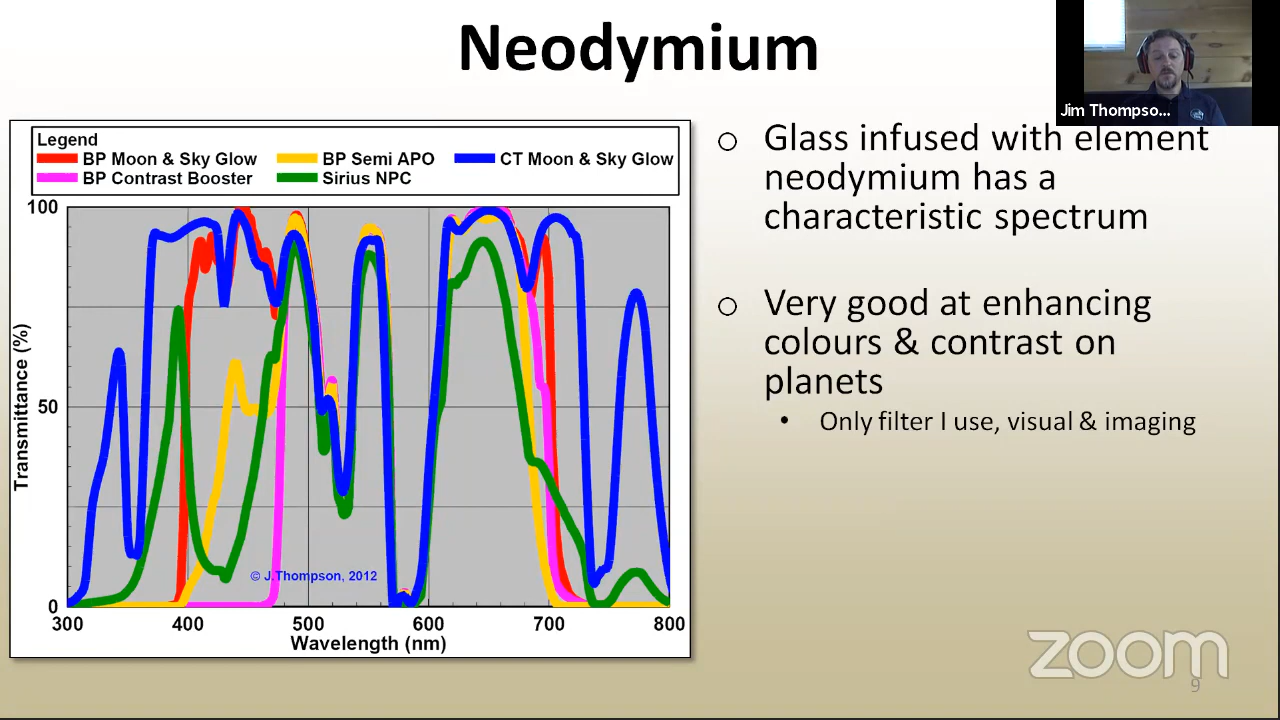 Neodymium
Jim Thompso...
Legend
BP Moon & Sky Glow
BP Semi APO
CT Moon & Sky Glow
BP Contrast Booster
Sirius NPC
100
50
0
Transmittance (%)
© J.Thompson, 2012
300 400 500 600 700 800
Wavelength (nm)
o Glass infused with element
neodymium has a
characteristic spectrum
o Very good at enhancing
colours & contrast on
planets
• Only filter I use, visual & imaging
zoom
9